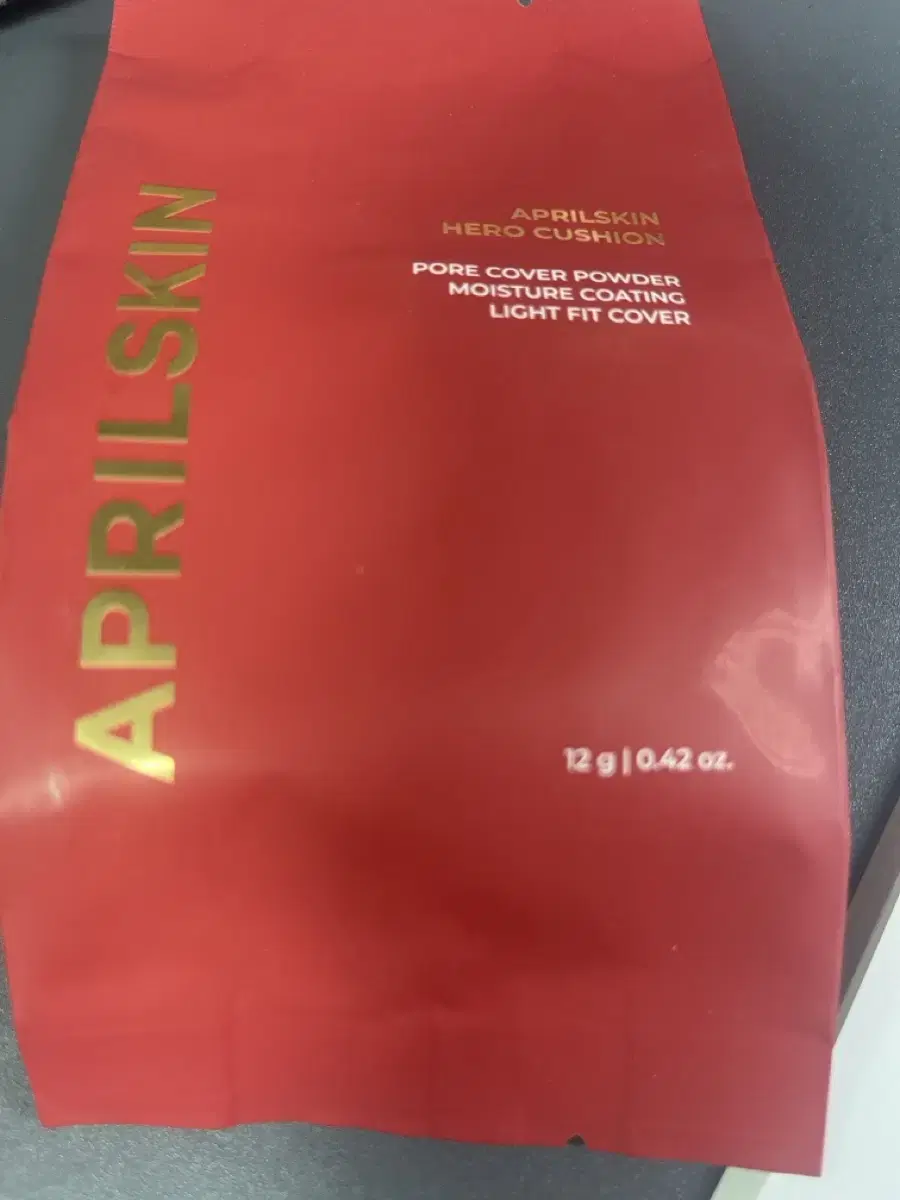 APRILSKIN
APRILSKIN
HERO CUSHION
PORE COVER POWDER
MOISTURE COATING
LIGHT FIT COVER
12 g | 0.42 oz.